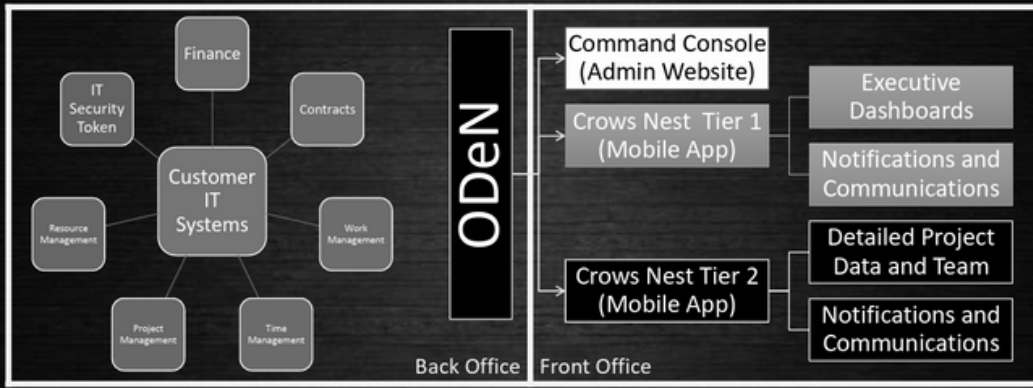 Finance
IT
Security
Token
Contracts
Customer
IT
Systems
Resource
Management
Work
Management
Project
Management
Time
Management
Back Office
ODeN
Command Console
(Admin Website)
Crows Nest Tier 1
(Mobile App)
Executive
Dashboards
Notifications and
Communications
Crows Nest Tier 2
(Mobile App)
Detailed Project
Data and Team
Notifications and
Communications
Front Office